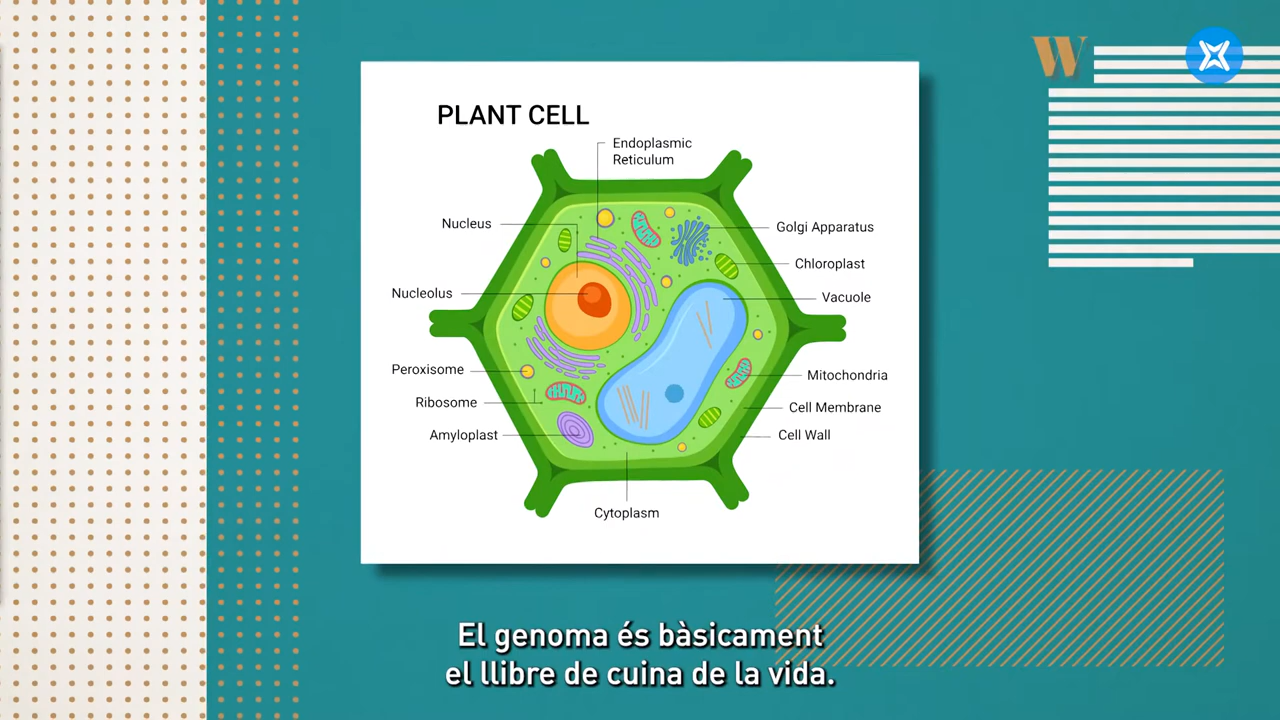 W
PLANT CELL
Endoplasmic
Reticulum
Nucleus
Golgi Apparatus
Chloroplast
Nucleolus
Vacuole
Peroxisome
Mitochondria
Ribosome
Cell Membrane
Amyloplast
Cell Wall
Cytoplasm
El genoma és bàsicament
el llibre de cuina de la vida.